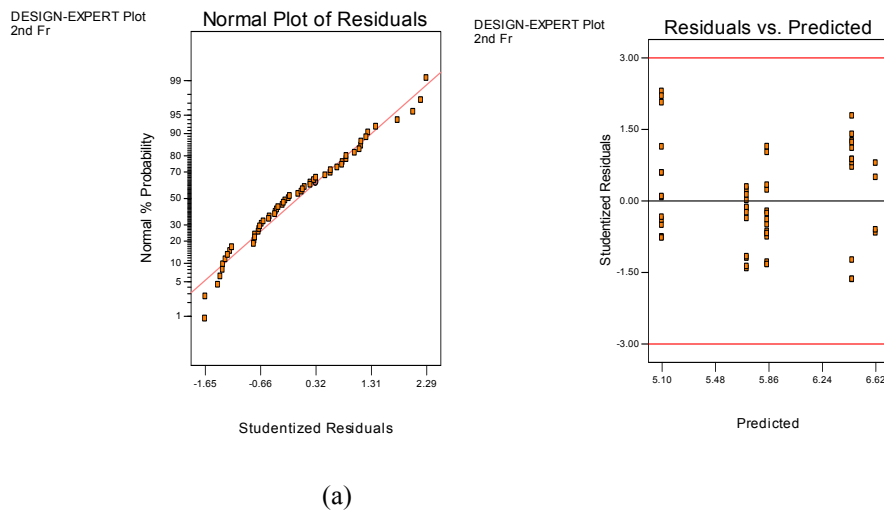 DESIGN-EXPERT Plot
2nd Fr
Normal Plot of Residuals
Normal % Probability
99
95
90
80
70
50
30
20
10
5
1
-1.65
-0.66
0.32
1.31
2.29
Studentized Residuals
DESIGN-EXPERT Plot
2nd Fr
Residuals vs. Predicted
Studentized Residuals
3.00
1.50
0.00
-1.50
-3.00
5.10
5.48
5.86
6.24
6.62
Predicted
(a)